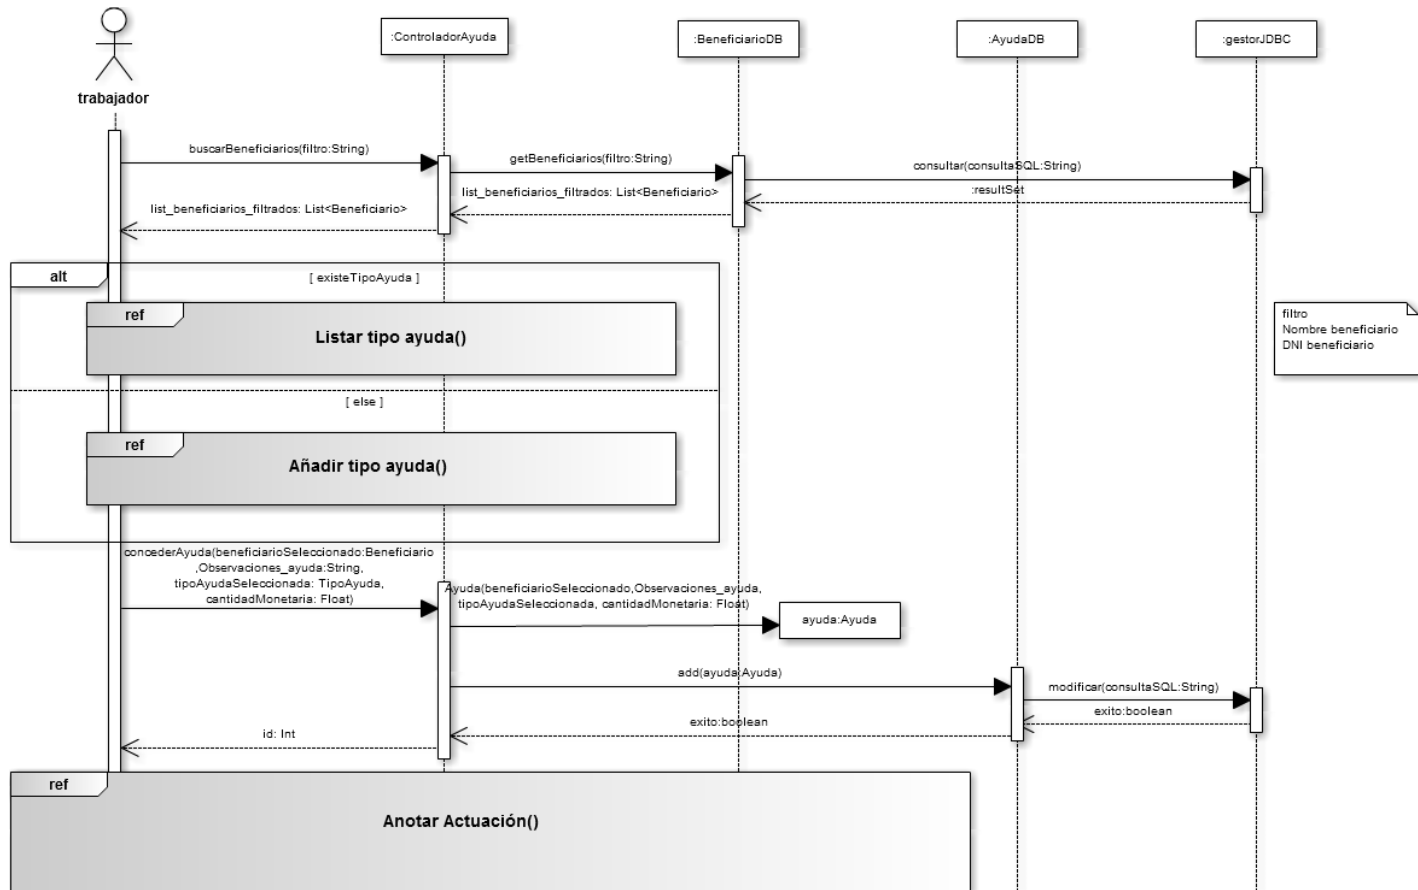 :ControladorAyuda
:BeneficiarioDB
:AyudaDB
:gestorJDBC
trabajador
buscarBeneficiarios(filtro:String)
getBeneficiarios(filtro:String)
consultar(consultaSQL:String)
:resultSet
list_beneficiarios_filtrados: List<Beneficiario>
list_beneficiarios_filtrados: List<Beneficiario>
alt
[ existeTipoAyuda ]
ref
Listar tipo ayuda()
filtro
Nombre beneficiario
DNI beneficiario
[ else ]
ref
Añadir tipo ayuda()
concederAyuda(beneficiarioSeleccionado:Beneficiario
,Observaciones_ayuda:String,
tipoAyudaSeleccionada: TipoAyuda,
cantidadMonetaria: Float)
Ayuda(beneficiarioSeleccionado,Observaciones_ayuda,
tipoAyudaSeleccionada, cantidadMonetaria: Float)
ayuda:Ayuda
add(ayuda:Ayuda)
modificar(consultaSQL:String)
exito:boolean
exito:boolean
id: Int
ref
Anotar Actuación()